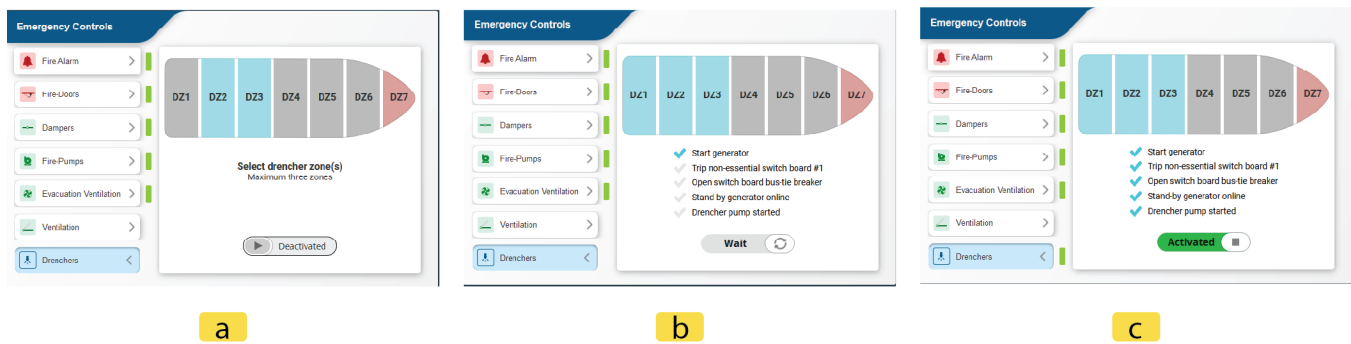 Emergency Controls
Fire Alarm
Fire-Doors
Dampers
Fire-Pumps
Evacuation Ventilation
Ventilation
Drenchers
DZ1 DZ2 DZ3 DZ4 DZ5 DZ6 DZ7
Select drencher zone(s)
Maximum three zones
Deactivated
a
Emergency Controls
Fire Alarm
Fire-Doors
Dampers
Fire-Pumps
Evacuation Ventilation
Ventilation
Drenchers
DZ1 DZ2 DZ3 DZ4 DZ5 DZ6 DZ7
Start generator
Trip non-essential switch board #1
Open switch board bus-tie breaker
Stand by generator online
Drencher pump started
Wait
b
Emergency Controls
Fire Alarm
Fire-Doors
Dampers
Fire-Pumps
Evacuation Ventilation
Ventilation
Drenchers
DZ1 DZ2 DZ3 DZ4 DZ5 DZ6 DZ7
Start generator
Trip non-essential switch board #1
Open switch board bus-tie breaker
Stand-by generator online
Drencher pump started
Activated
c